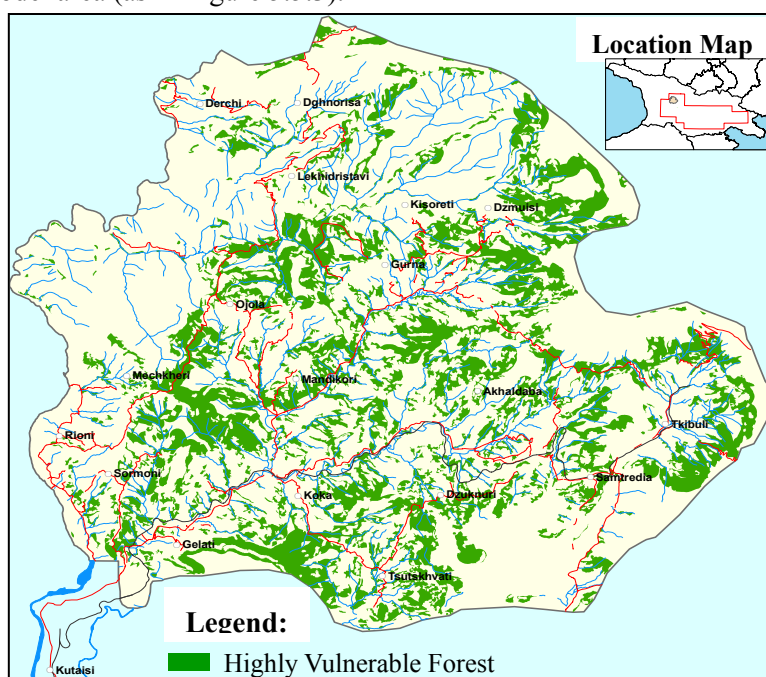 Location Map
Derchi
Dghnorisa
Lekhidristavi
Kisoreti
Dzmuisi
Gurna
Ojola
Mechkheri
Mandikori
Akhaldaba
Rioni
Tkibuli
Sormoni
Samtredia
Koka
Dzuknuri
Gelati
Tsutskhvati
Legend:
Highly Vulnerable Forest
Kutaisi